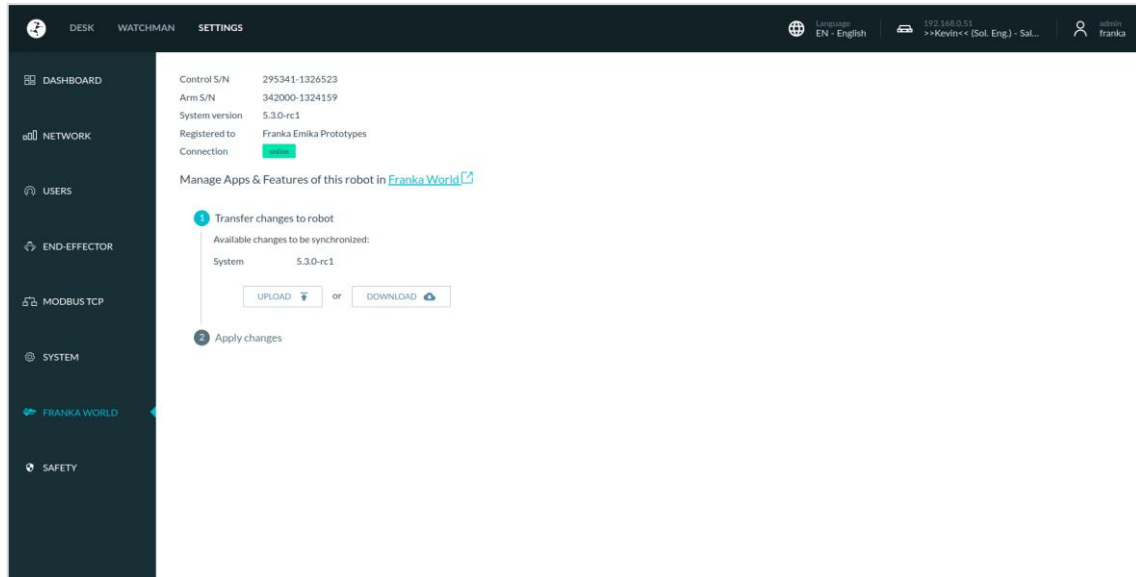 DESK WATCHMAN SETTINGS
Language
EN - English
192.168.0.51
>>Kevin<< (Sol. Eng.) - Sal...
admin
franka
DASHBOARD
NETWORK
USERS
END-EFFECTOR
MODBUS TCP
SYSTEM
FRANKA WORLD
SAFETY
Control S/N 295341-1326523
Arm S/N 342000-1324159
System version 5.3.0-rc1
Registered to Franka Emika Prototypes
Connection online
Manage Apps & Features of this robot in Franka World
1 Transfer changes to robot
Available changes to be synchronized:
System 5.3.0-rc1
UPLOAD or DOWNLOAD
2 Apply changes